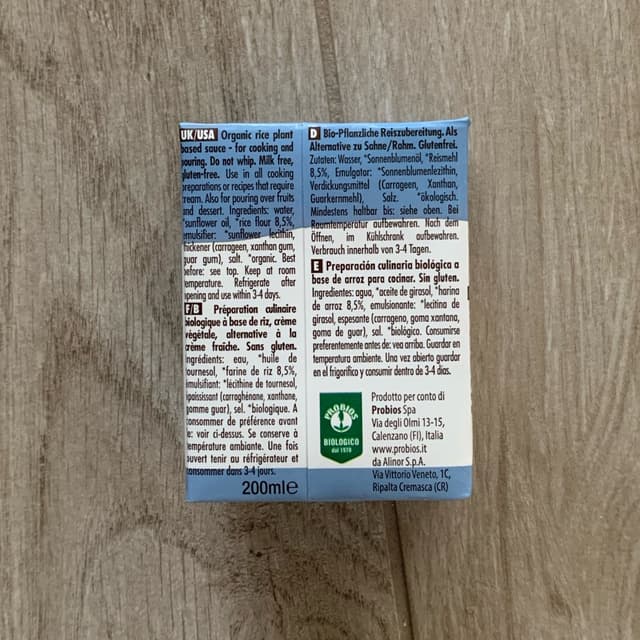 UK/USA Organic rice plant
based sauce - for cooking and
pouring. Do not whip. Milk free,
gluten-free. Use in all cooking
preparations or recipes that require
cream. Also for pouring over fruits
and dessert. Ingredients: water,
*sunflower oil, *rice flour 8,5%,
emulsifier: *sunflower lecithin,
thickener (carrageen, xanthan gum,
guar gum), salt. *organic. Best
before: see top. Keep at room
temperature. Refrigerate after
opening and use within 3-4 days.
F/B Préparation culinaire
biologique à base de riz, crème
végétale, alternative à la
crème fraîche. Sans gluten.
Ingrédients: eau, *huile de
tournesol, *farine de riz 8,5%,
émulsifiant: *lécithine de tournesol,
épaississant (carraghénane, xanthane,
gomme guar), sel. *biologique. A
consommer de préférence avant
le: voir ci-dessus. Se conserve à
température ambiante. Une fois
ouvert tenir au réfrigérateur et
consommer dans 3-4 jours.
200ml℮
D Bio-Pflanzliche Reiszubereitung. Als
Alternative zu Sahne/Rahm. Glutenfrei.
Zutaten: Wasser, *Sonnenblumenöl, *Reismehl
8,5%, Emulgator: *Sonnenblumenlezithin,
Verdickungsmittel (Carrageen, Xanthan,
Guarkernmehl), Salz. *ökologisch.
Mindestens haltbar bis: siehe oben. Bei
Raumtemperatur aufbewahren. Nach dem
Öffnen, im Kühlschrank aufbewahren.
Verbrauch innerhalb von 3-4 Tagen.
E Preparación culinaria biológica a
base de arroz para cocinar. Sin gluten.
Ingredientes: agua, *aceite de girasol, *harina
de arroz 8,5%, emulsionante: *lecitina de
girasol, espesante (carrageno, goma xantana,
goma de guar), sal. *biológico. Consumirse
preferentemente antes de: vea arriba. Guardar en
temperatura ambiente. Una vez abierto guardar
en el frigorífico y consumir dentro de 3-4 días.
PROBIOS
BIOLOGICO
dal 1978
Prodotto per conto di
Probios Spa
Via degli Olmi 13-15,
Calenzano (FI), Italia
www.probios.it
da Alinor S.p.A.
Via Vittorio Veneto, 1C,
Ripalta Cremasca (CR)